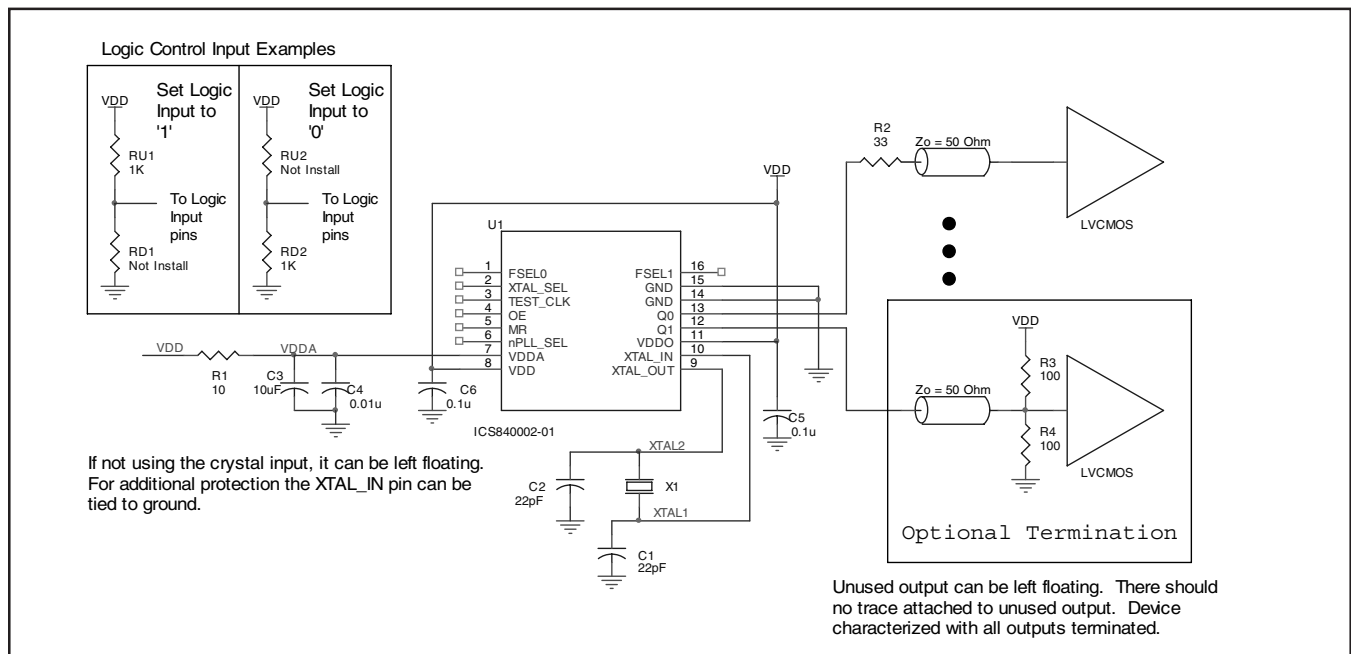 Logic Control Input Examples
Set Logic
Input to
'1'
VDD
RU1
1K
To Logic
Input
pins
RD1
Not Install
Set Logic
Input to
'0'
VDD
RU2
Not Install
To Logic
Input
pins
RD2
1K
VDD
R1
10
VDDA
C3
10uF
C4
0.01u
C6
0.1u
U1
1 FSEL0
2 XTAL_SEL
3 TEST_CLK
4 OE
5 MR
6 nPLL_SEL
7 VDDA
8 VDD
FSEL1 16
GND 15
GND 14
Q0 13
Q1 12
VDDO 11
XTAL_IN 10
XTAL_OUT 9
ICS840002-01
VDD
C5
0.1u
XTAL2
C2
22pF
X1
XTAL1
C1
22pF
R2
33
Zo = 50 Ohm
LVCMOS
VDD
R3
100
Zo = 50 Ohm
R4
100
LVCMOS
Optional Termination
If not using the crystal input, it can be left floating.
For additional protection the XTAL_IN pin can be
tied to ground.
Unused output can be left floating. There should
no trace attached to unused output. Device
characterized with all outputs terminated.